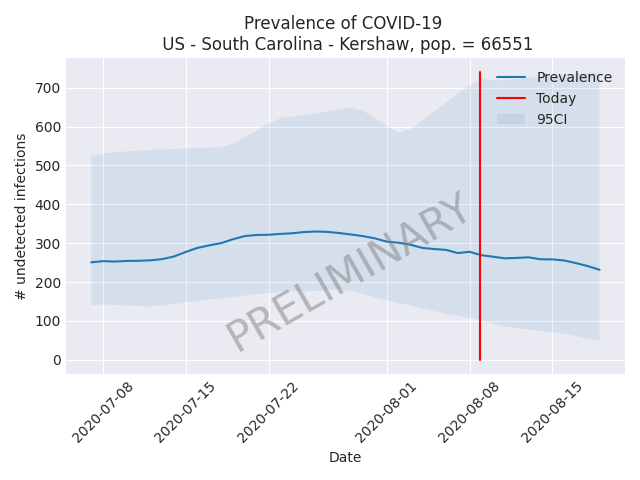 Prevalence of COVID-19
US - South Carolina - Kershaw, pop. = 66551
# undetected infections
700
600
500
400
300
200
100
0
Prevalence
Today
95CI
PRELIMINARY
2020-07-08
2020-07-15
2020-07-22
2020-08-01
2020-08-08
2020-08-15
Date